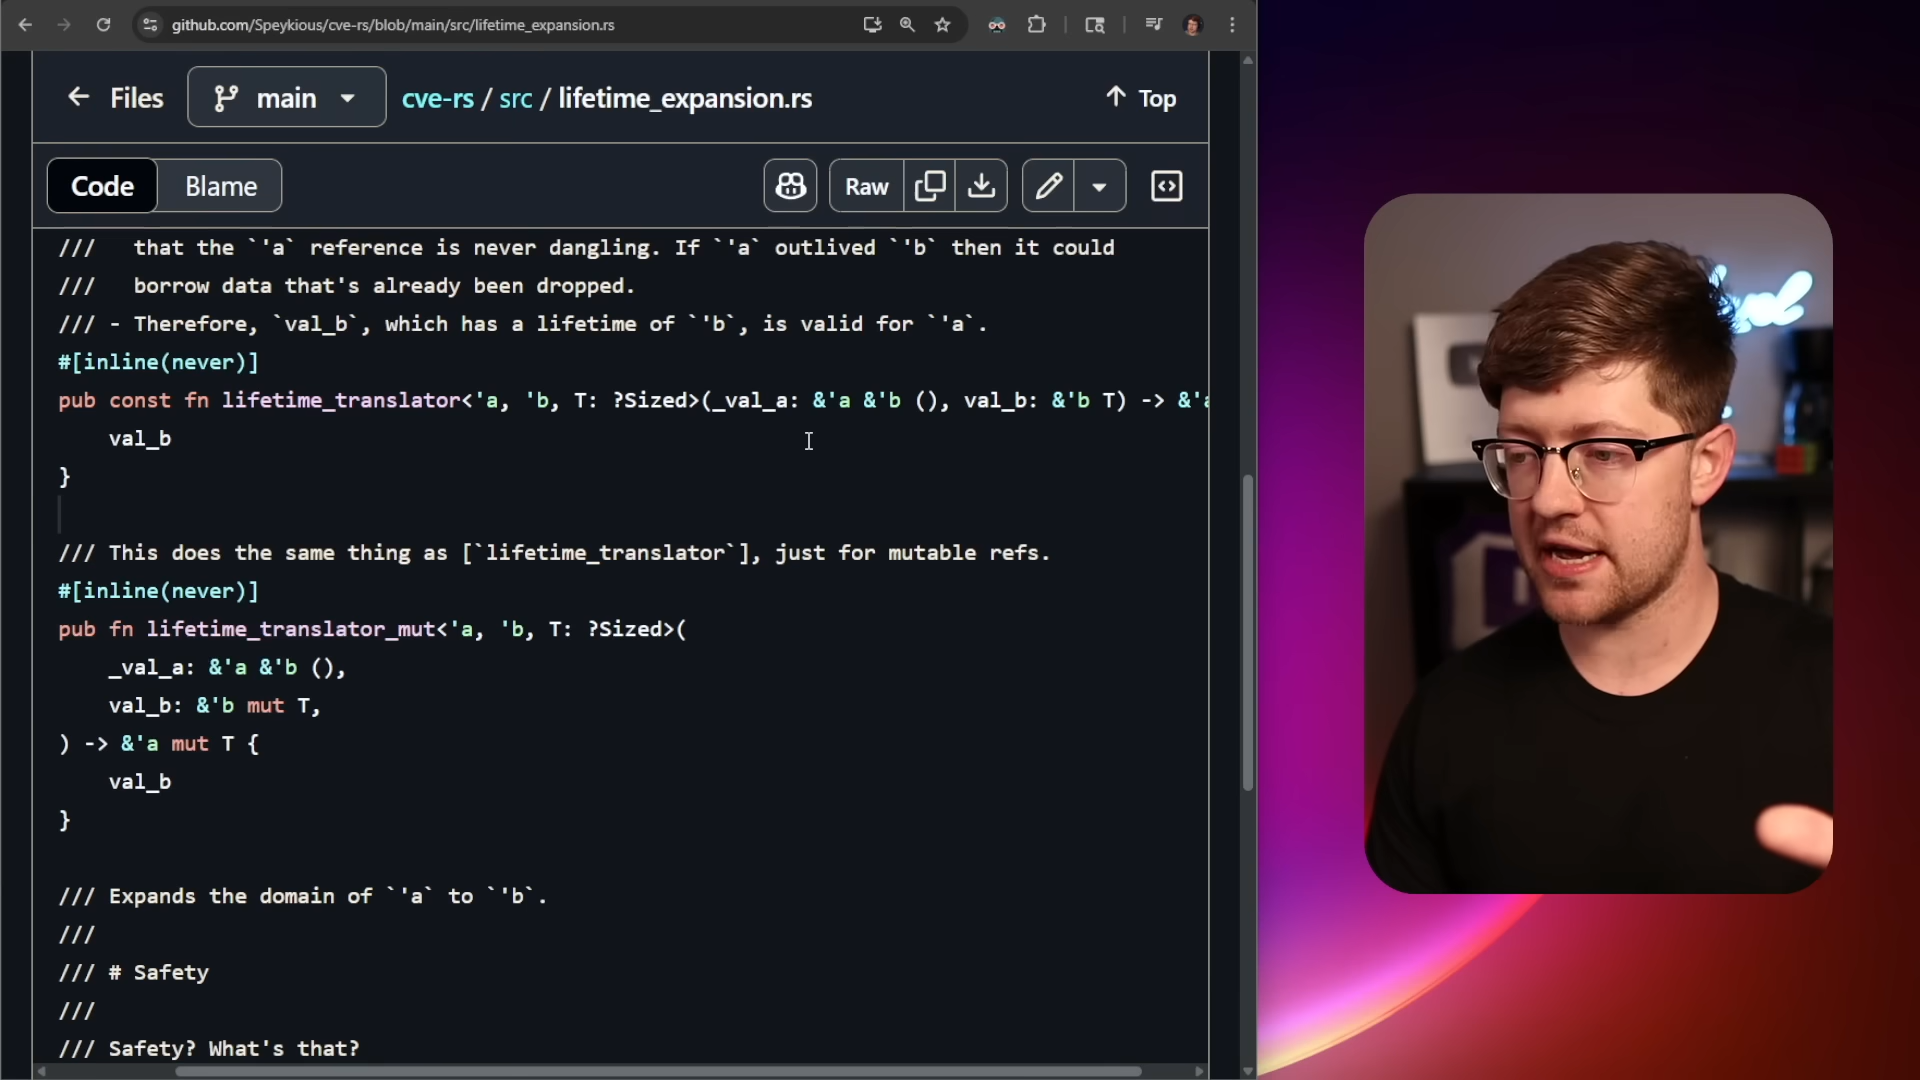 github.com/Speykious/cve-rs/blob/main/src/lifetime_expansion.rs
Files
main
cve-rs / src / lifetime_expansion.rs
Top
Code
Blame
Raw
///   that the `'a` reference is never dangling. If `'a` outlived `'b` then it could
///   borrow data that's already been dropped.
/// - Therefore, `val_b`, which has a lifetime of `'b`, is valid for `'a`.
#[inline(never)]
pub const fn lifetime_translator<'a, 'b, T: ?Sized>(_val_a: &'a &'b (), val_b: &'b T) -> &'a
    val_b
}
/// This does the same thing as [`lifetime_translator`], just for mutable refs.
#[inline(never)]
pub fn lifetime_translator_mut<'a, 'b, T: ?Sized>(
    _val_a: &'a &'b (),
    val_b: &'b mut T,
) -> &'a mut T {
    val_b
}
/// Expands the domain of `'a` to `'b`.
///
/// # Safety
///
/// Safety? What's that?